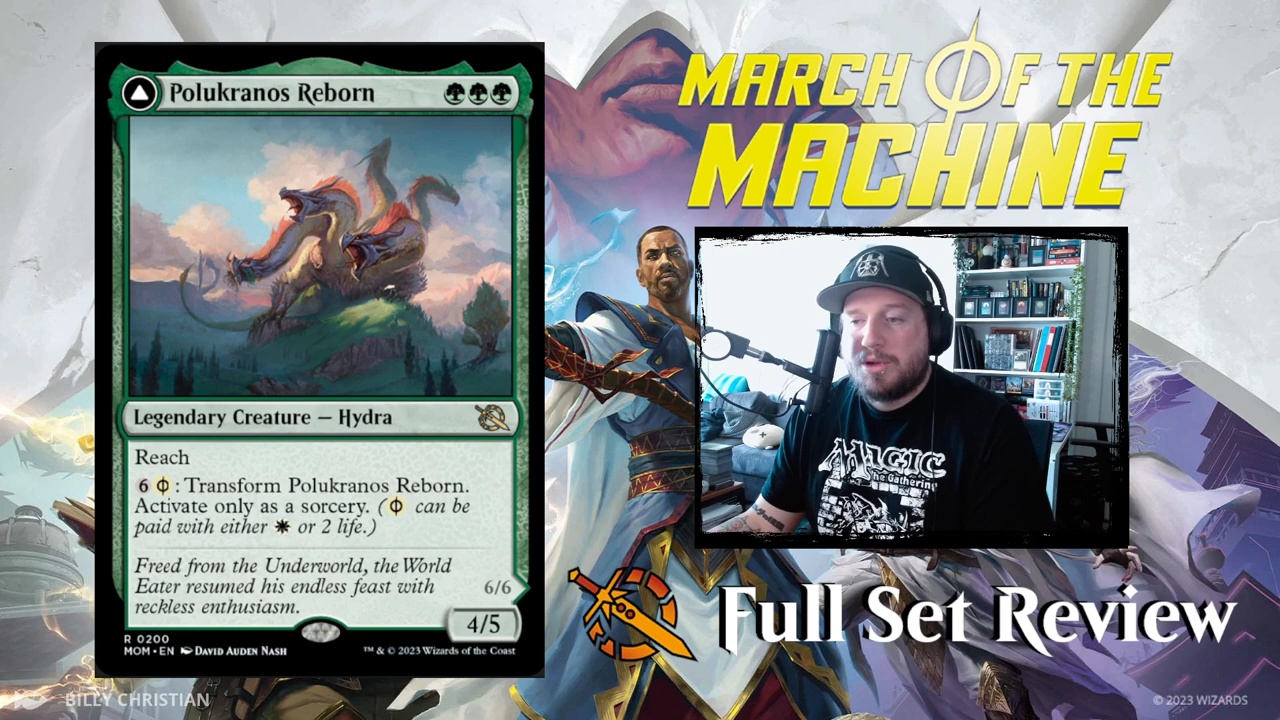 Polukranos Reborn
Legendary Creature — Hydra
Reach
6 : Transform Polukranos Reborn.
Activate only as a sorcery. ( can be
paid with either or 2 life.)
Freed from the Underworld, the World
Eater resumed his endless feast with
reckless enthusiasm.
6/6
4/5
R 0200
MOM • EN DAVID AUDEN NASH
™ & © 2023 Wizards of the Coast
BILLY CHRISTIAN
MARCH OF THE
MACHINE
MAGIC
The Gathering
Full Set Review
© 2023 WIZARDS